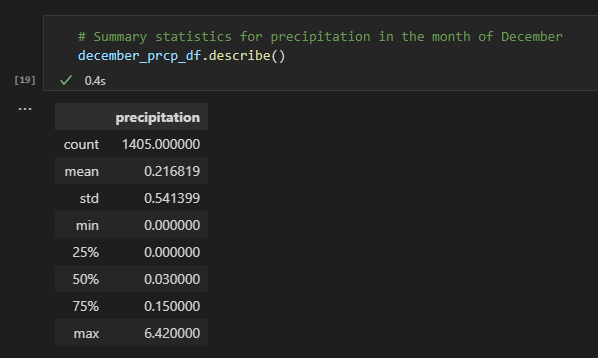 # Summary statistics for precipitation in the month of December
december_prcp_df.describe()
[19] ✓ 0.4s
...
precipitation
count 1405.000000
mean 0.216819
std 0.541399
min 0.000000
25% 0.000000
50% 0.030000
75% 0.150000
max 6.420000